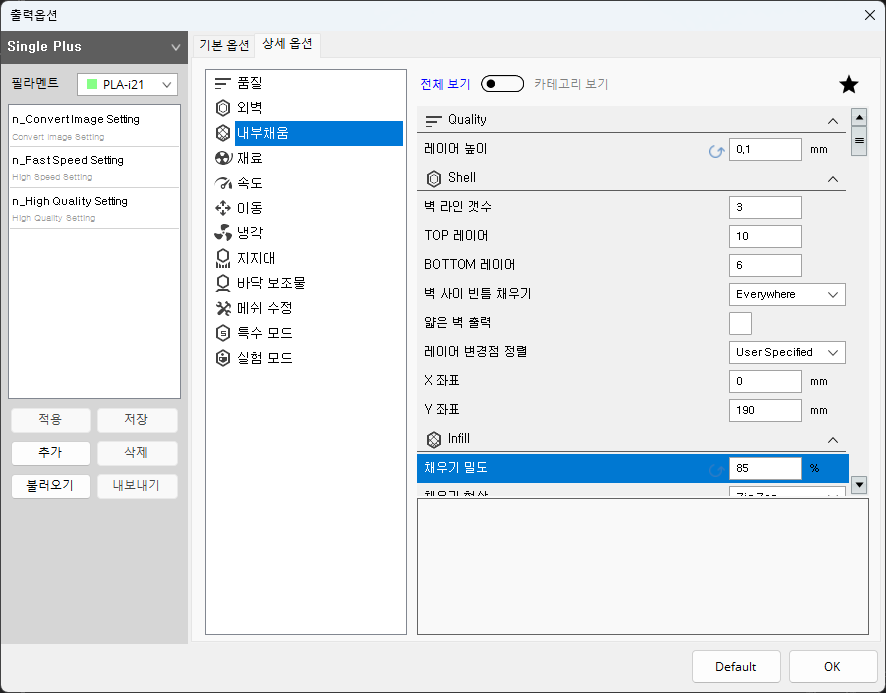 출력옵션
Single Plus
필라멘트
PLA-i21
n_Convert Image Setting
Convert Image Setting
n_Fast Speed Setting
High Speed Setting
n_High Quality Setting
High Quality Setting
적용
저장
추가
삭제
불러오기
내보내기
기본 옵션
상세 옵션
품질
외벽
내부채움
재료
속도
이동
냉각
지지대
바닥 보조물
메쉬 수정
특수 모드
실험 모드
전체 보기
카테고리 보기
Quality
레이어 높이
0,1
mm
Shell
벽 라인 갯수
3
TOP 레이어
10
BOTTOM 레이어
6
벽 사이 빈틈 채우기
Everywhere
얇은 벽 출력
레이어 변경점 정렬
User Specified
X 좌표
0
mm
Y 좌표
190
mm
Infill
채우기 밀도
85
%
Default
OK